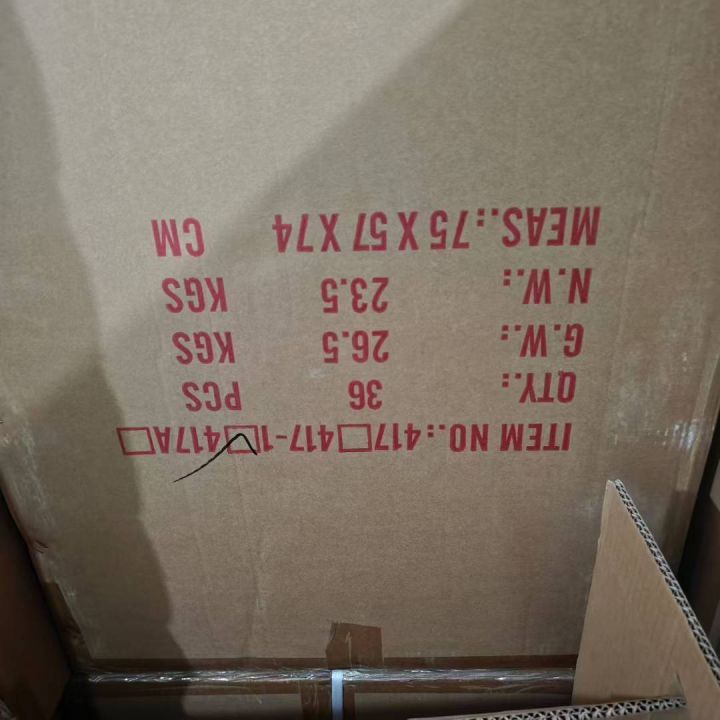 ITEM NO.:417□417-1☑417A□
QTY.: 36 PCS
G.W.: 26.5 KGS
N.W.: 23.5 KGS
MEAS.:75 X 57 X74 CM